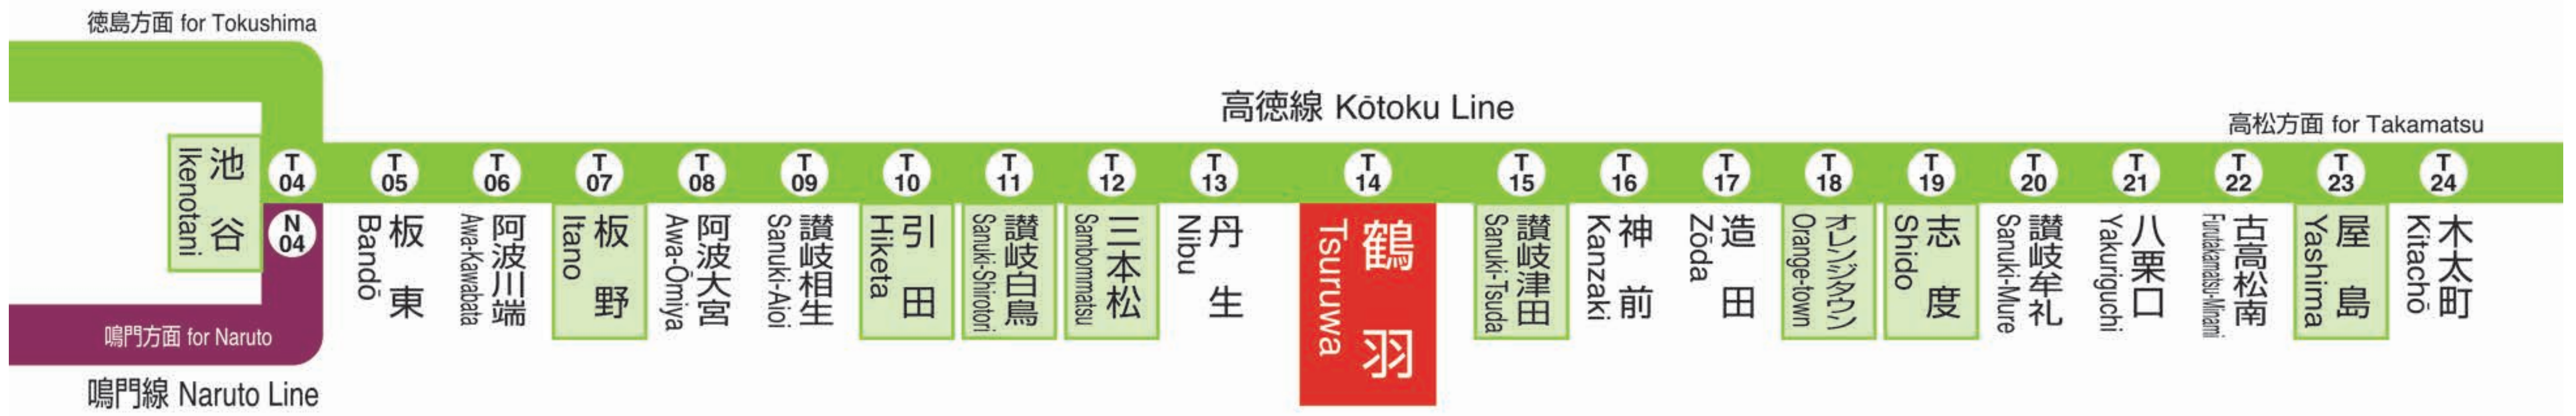 徳島方面 for Tokushima
高徳線 Kōtoku Line
高松方面 for Takamatsu
池谷
Ikenotani
T 04
N 04
T 05
板東
Bandō
T 06
阿波川端
Awa-Kawabata
T 07
板野
Itano
T 08
阿波大宮
Awa-Ōmiya
T 09
讃岐相生
Sanuki-Aioi
T 10
引田
Hiketa
T 11
讃岐白鳥
Sanuki-Shirotori
T 12
三本松
Sambommatsu
T 13
丹生
Nibu
T 14
鶴羽
Tsuruwa
T 15
讃岐津田
Sanuki-Tsuda
T 16
神前
Kanzaki
T 17
造田
Zōda
T 18
オレンジタウン
Orange-town
T 19
志度
Shido
T 20
讃岐牟礼
Sanuki-Mure
T 21
八栗口
Yakuriguchi
T 22
古高松南
Furutakamatsu-Minami
T 23
屋島
Yashima
T 24
木太町
Kitachō
鳴門方面 for Naruto
鳴門線 Naruto Line